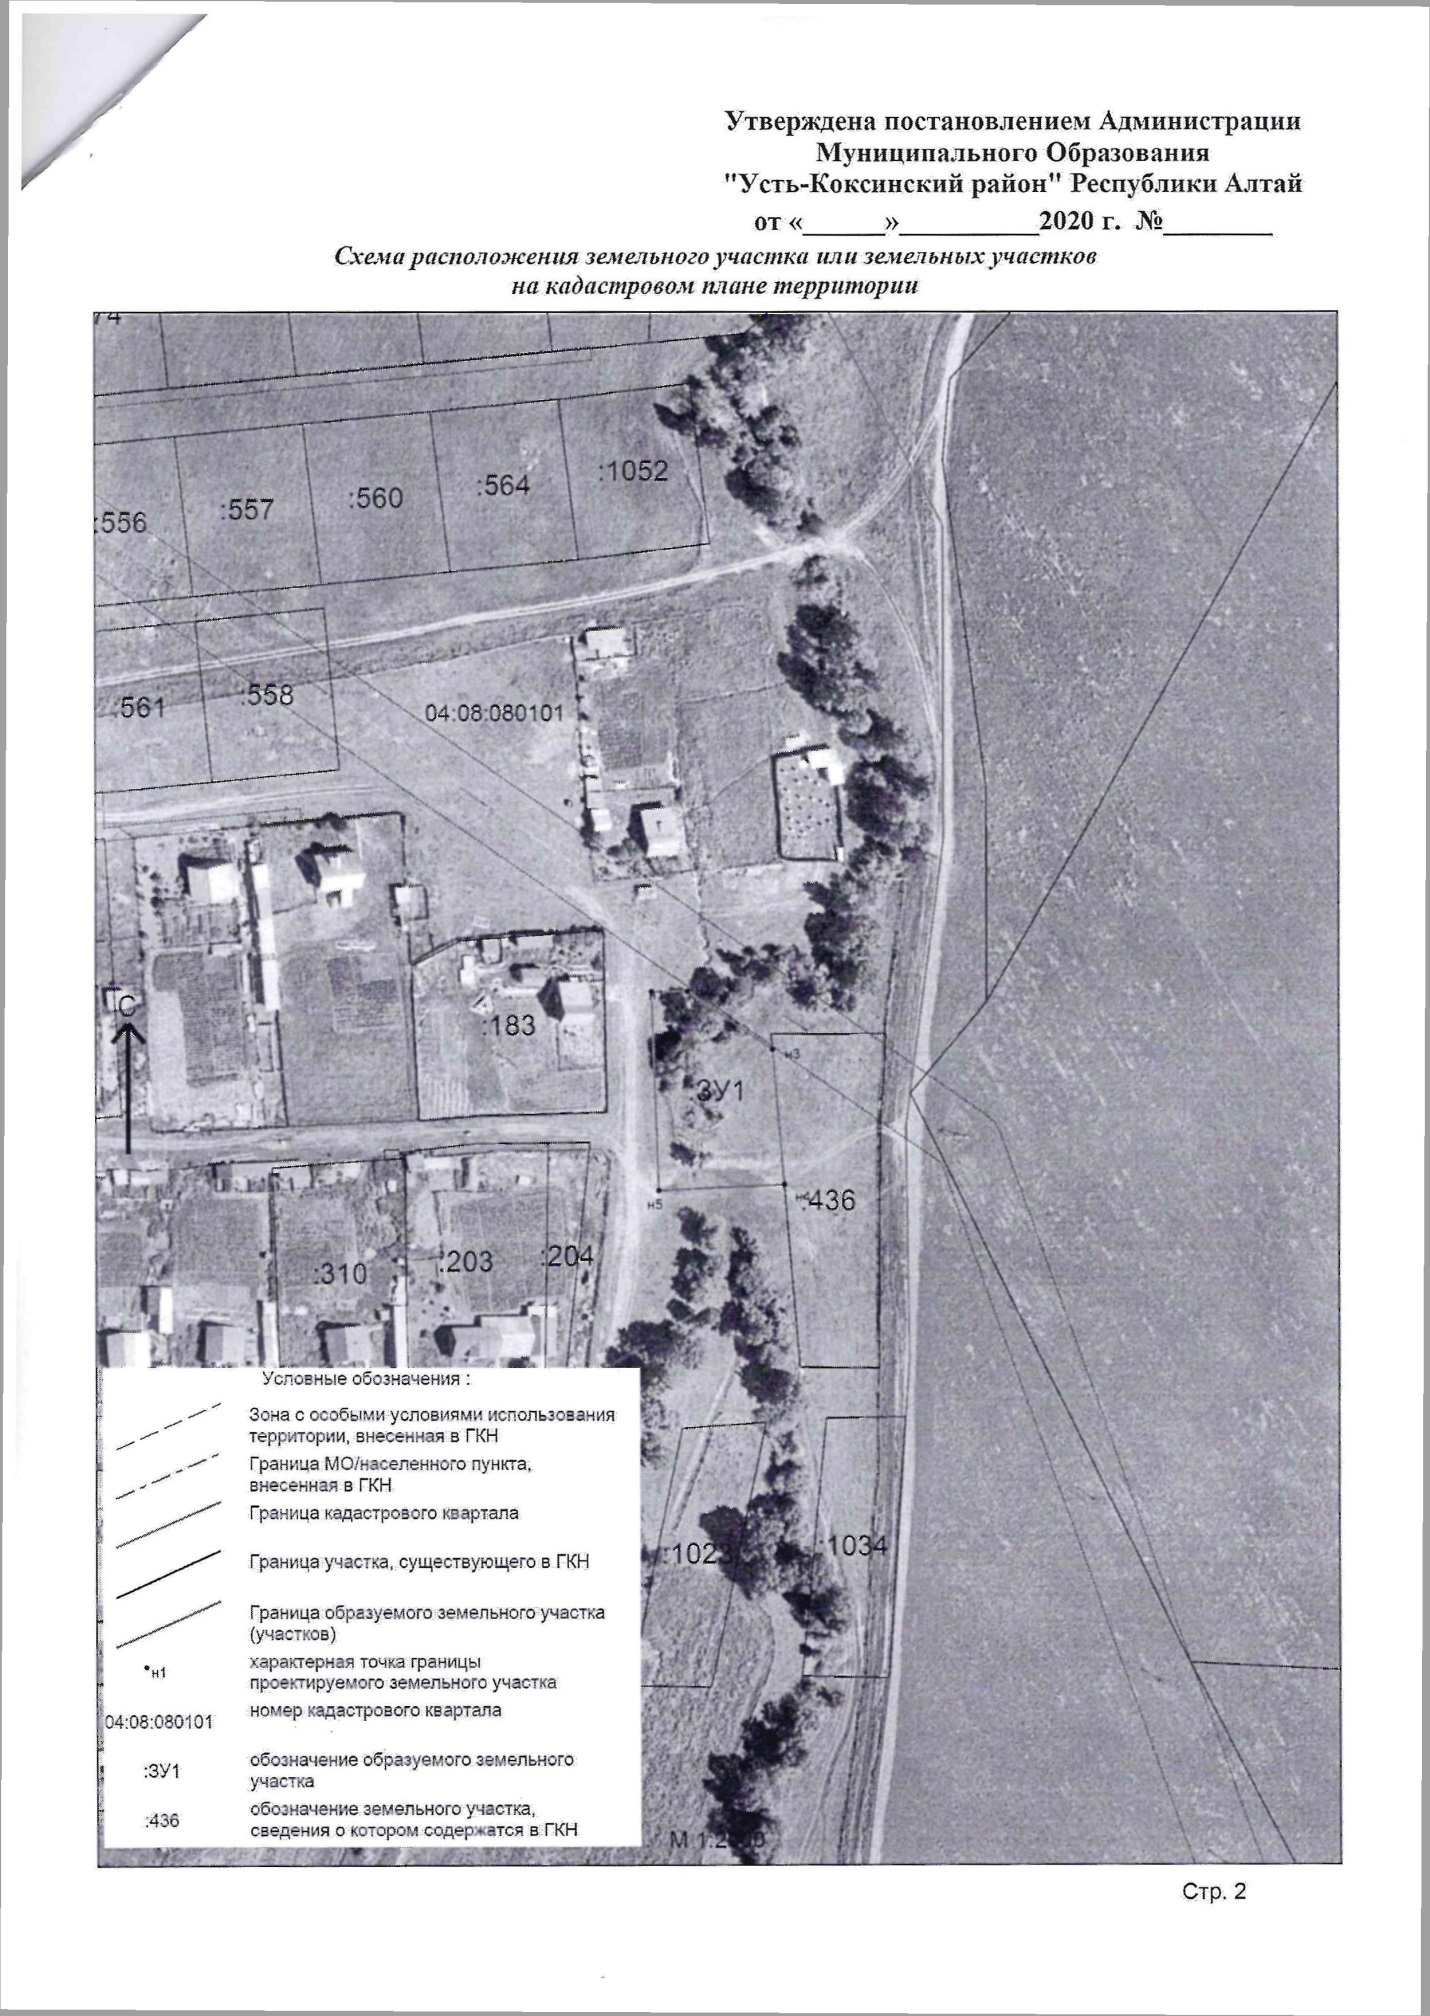 Утверждена постановлением Администрации
Муниципального Образования
"Усть-Коксинский район" Республики Алтай
от «______»__________2020 г. №________
Схема расположения земельного участка или земельных участков
на кадастровом плане территории
:1052
:564
:560
:557
:556
:558
:561
04:08:080101
С
:183
н3
:ЗУ1
н4
:436
н5
:204
:203
:310
Условные обозначения :
Зона с особыми условиями использования
территории, внесенная в ГКН
Граница МО/населенного пункта,
внесенная в ГКН
Граница кадастрового квартала
Граница участка, существующего в ГКН
Граница образуемого земельного участка
(участков)
н1
характерная точка границы
проектируемого земельного участка
04:08:080101
номер кадастрового квартала
:ЗУ1
обозначение образуемого земельного
участка
:436
обозначение земельного участка,
сведения о котором содержатся в ГКН
:1023
:1034
Стр. 2